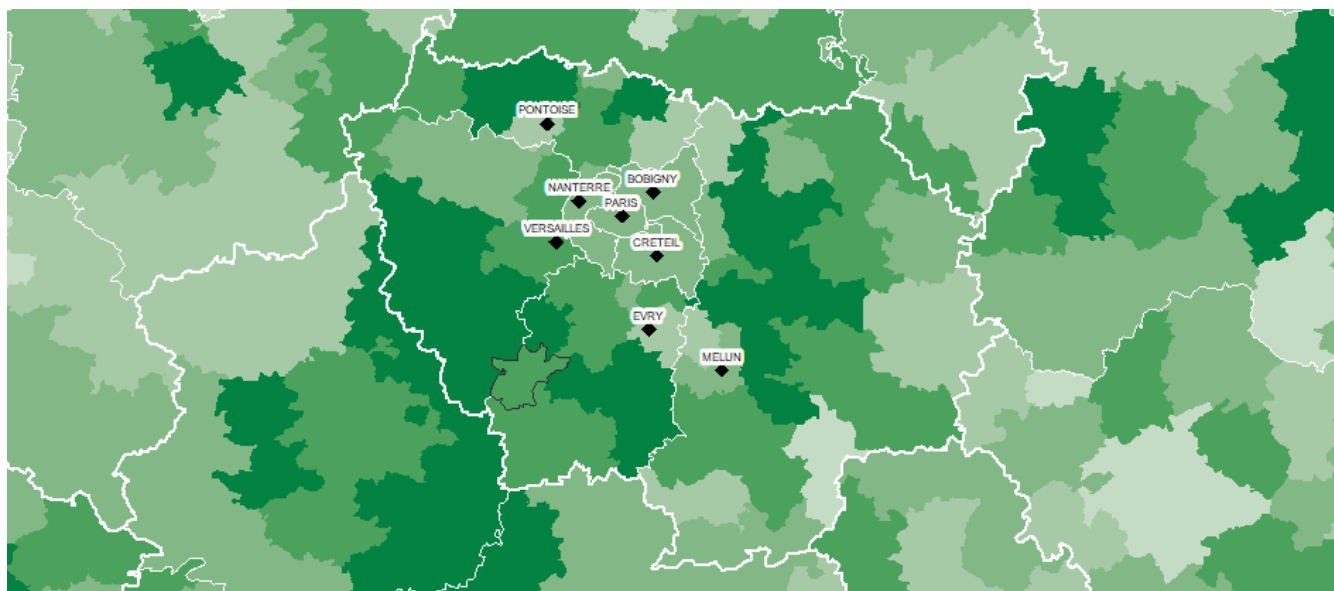 PONTOISE
BOBIGNY
NANTERRE
PARIS
VERSAILLES
CRETEIL
EVRY
MELUN